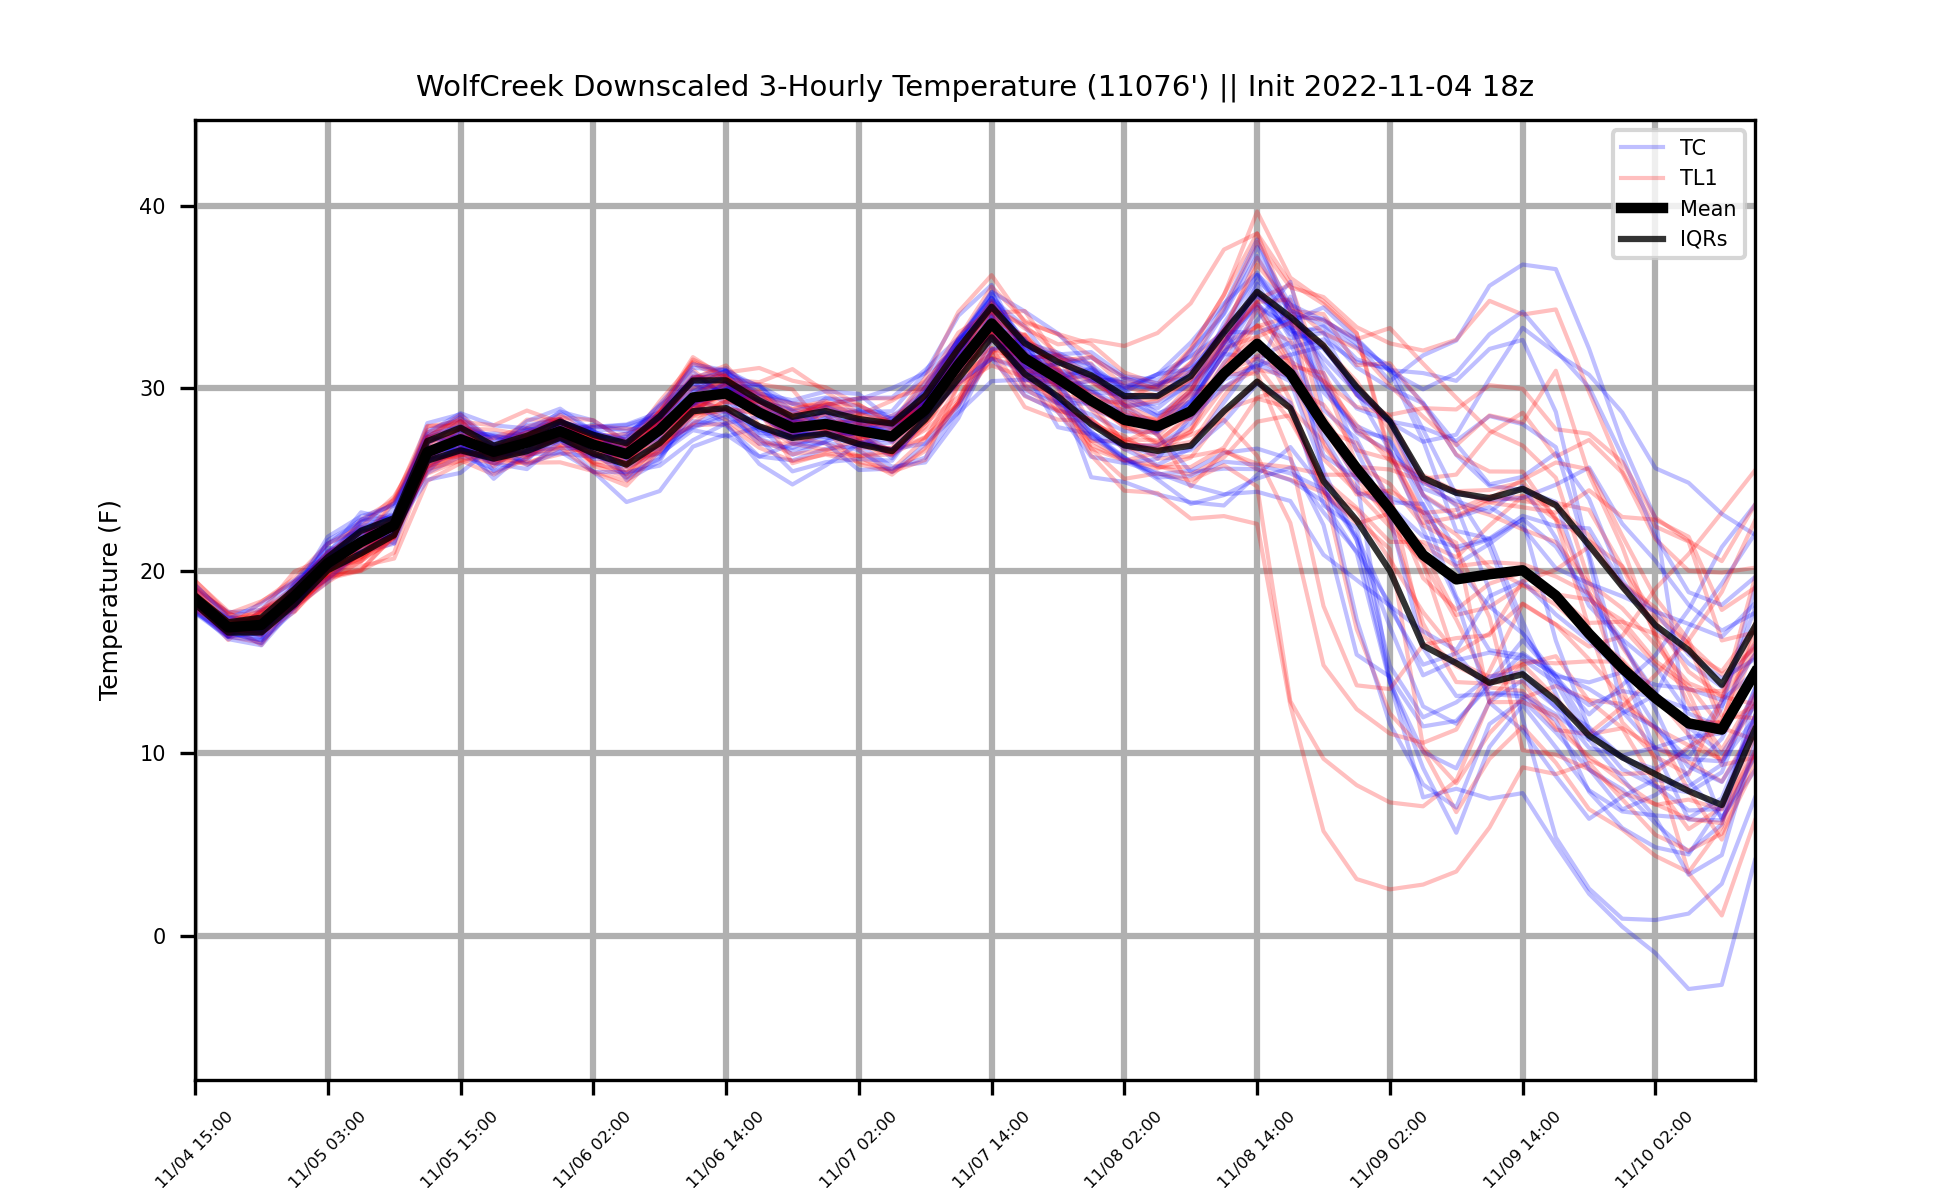 WolfCreek Downscaled 3-Hourly Temperature (11076') || Init 2022-11-04 18z
TC
TL1
Mean
IQRs
Temperature (F)
40
30
20
10
0
11/04 15:00
11/05 03:00
11/05 15:00
11/06 02:00
11/06 14:00
11/07 02:00
11/07 14:00
11/08 02:00
11/08 14:00
11/09 02:00
11/09 14:00
11/10 02:00